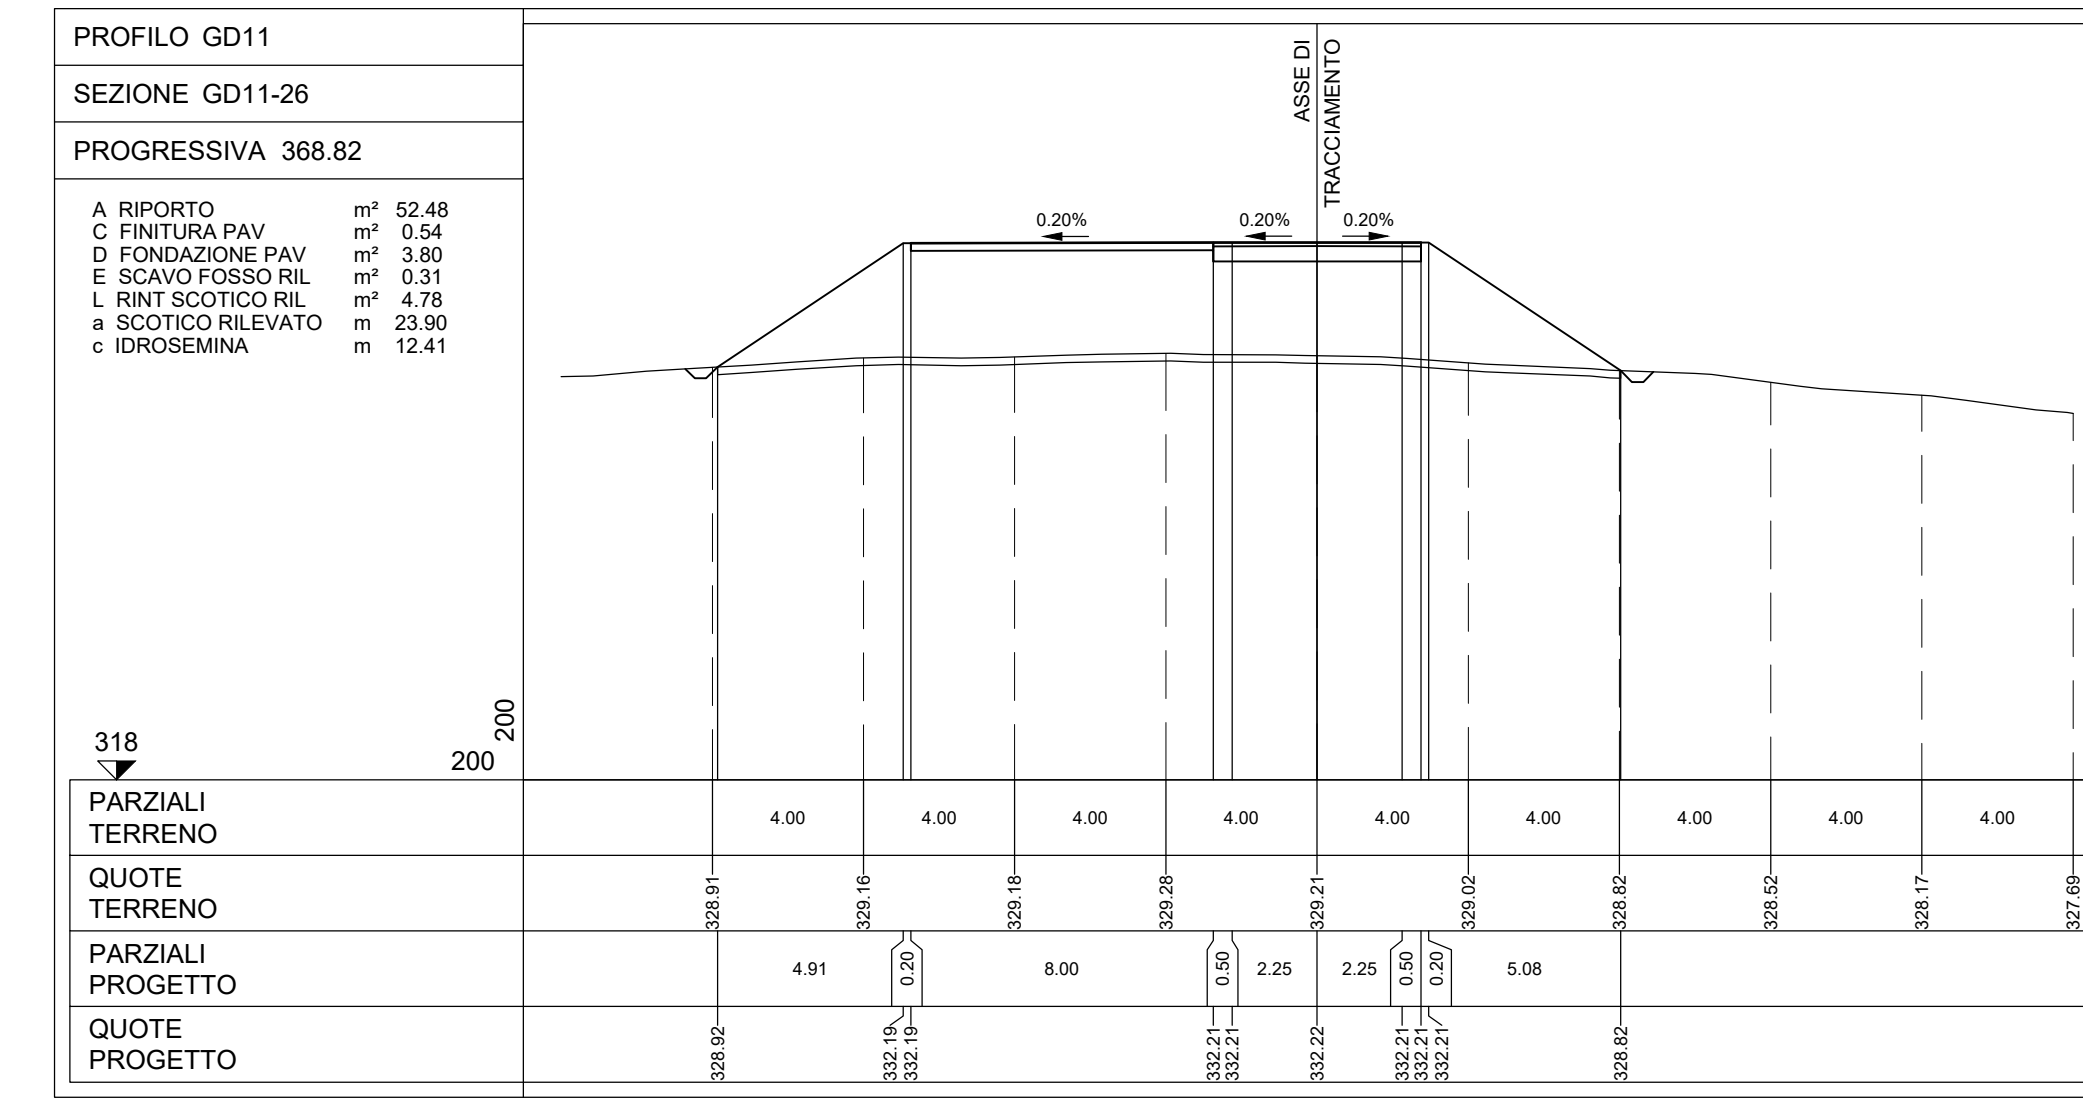 PROFILO GD11
SEZIONE GD11-26
PROGRESSIVA 368.82
A RIPORTO m² 52.48
C FINITURA PAV m² 0.54
D FONDAZIONE PAV m² 3.80
E SCAVO FOSSO RIL m² 0.31
L RINT SCOTICO RIL m² 4.78
a SCOTICO RILEVATO m 23.90
c IDROSEMINA m 12.41
ASSE DI
TRACCIAMENTO
0.20% 0.20% 0.20%
318
200
200
PARZIALI
TERRENO
4.00 4.00 4.00 4.00 4.00 4.00 4.00 4.00 4.00
QUOTE
TERRENO
328.91 329.16 329.18 329.28 329.21 329.02 328.82 328.52 328.17 327.69
PARZIALI
PROGETTO
4.91 0.20 8.00 0.50 2.25 2.25 0.50 0.20 5.08
QUOTE
PROGETTO
328.92 332.19 332.19 332.21 332.21 332.22 332.21 332.21 332.21 328.82